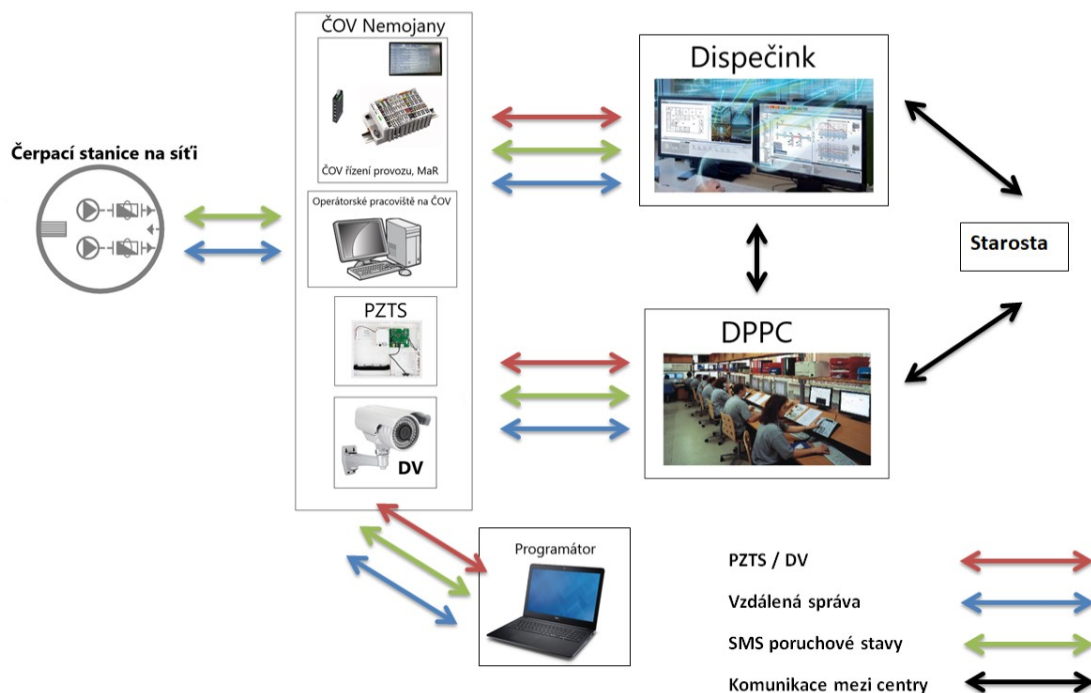 ČOV Nemojany
ČOV řízení provozu, MaR
Operátorské pracoviště na ČOV
PZTS
DV
Čerpací stanice na síťi
Dispečink
DPPC
Starosta
Programátor
PZTS / DV
Vzdálená správa
SMS poruchové stavy
Komunikace mezi centry